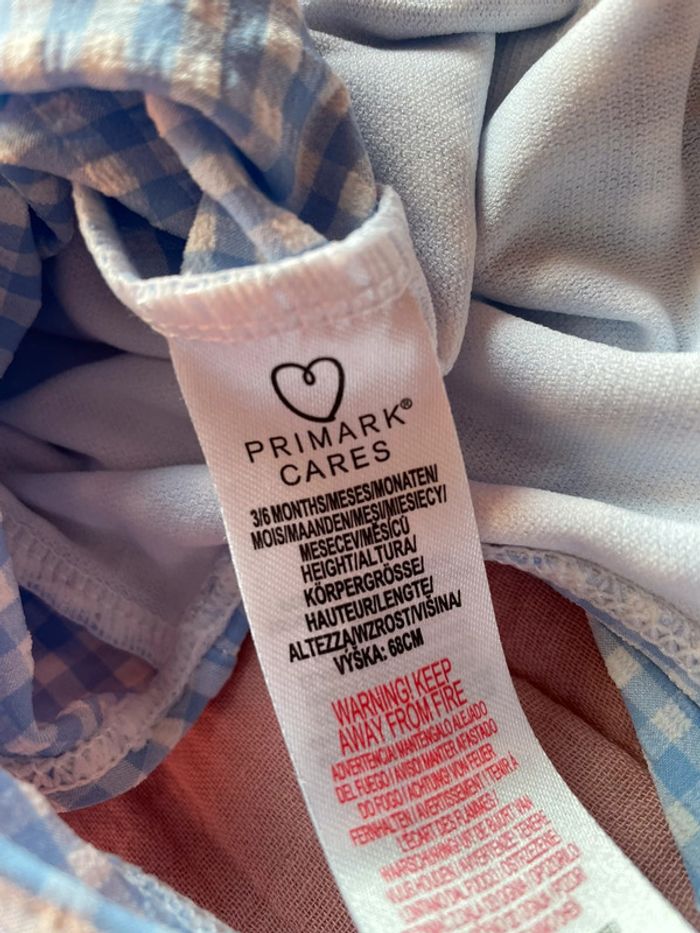 PRIMARK®
CARES
3/6 MONTHS/MESES/MONATEN/
MOIS/MAANDEN/MESI/MIESIECY/
MESECEV/MĚSÍCŮ
HEIGHT/ALTURA/
KÖRPERGRÖSSE/
HAUTEUR/LENGTE/
ALTEZZA/WZROST/VIŠINA/
VÝŠKA: 68CM
WARNING! KEEP
AWAY FROM FIRE
ADVERTENCIA MANTÉNGALO ALEJADO
DEL FUEGO / AVISO! MANTER AFASTADO
DO FOGO / ACHTUNG! VON FEUER
FERNHALTEN / AVERTISSEMENT ! TENIR À
L'ÉCART DES FLAMMES /